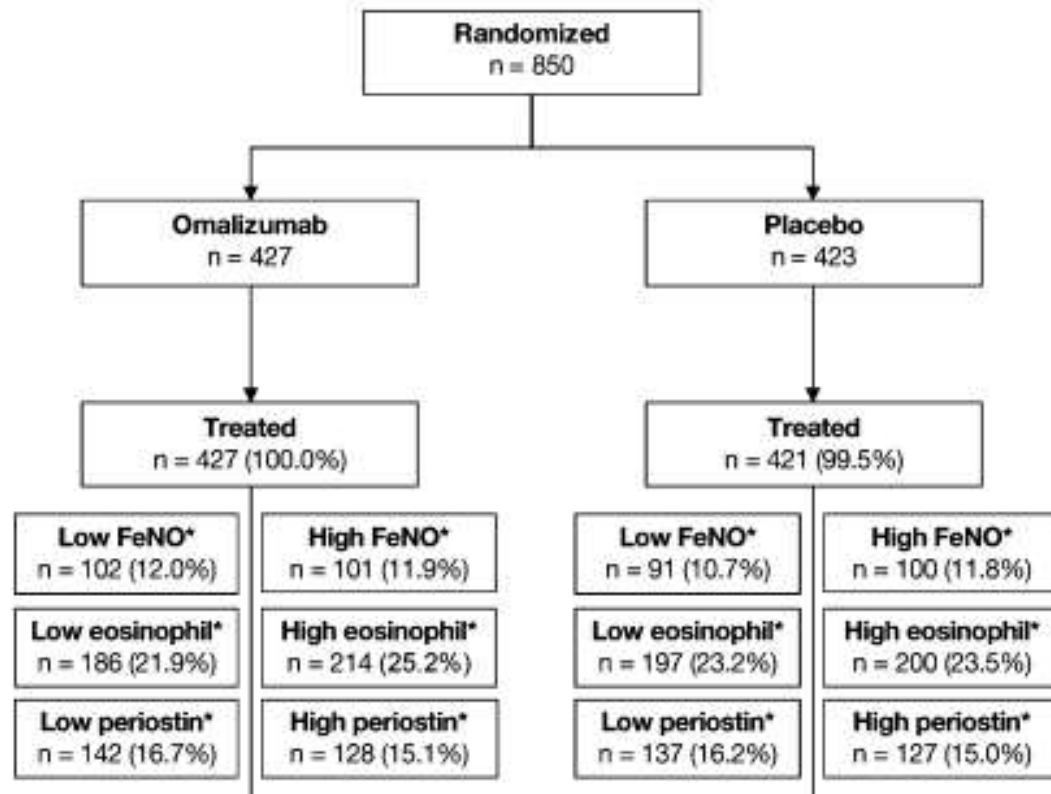 Randomized
n = 850
Omalizumab
n = 427
Placebo
n = 423
Treated
n = 427 (100.0%)
Treated
n = 421 (99.5%)
Low FeNO*
n = 102 (12.0%)
High FeNO*
n = 101 (11.9%)
Low FeNO*
n = 91 (10.7%)
High FeNO*
n = 100 (11.8%)
Low eosinophil*
n = 186 (21.9%)
High eosinophil*
n = 214 (25.2%)
Low eosinophil*
n = 197 (23.2%)
High eosinophil*
n = 200 (23.5%)
Low periostin*
n = 142 (16.7%)
High periostin*
n = 128 (15.1%)
Low periostin*
n = 137 (16.2%)
High periostin*
n = 127 (15.0%)